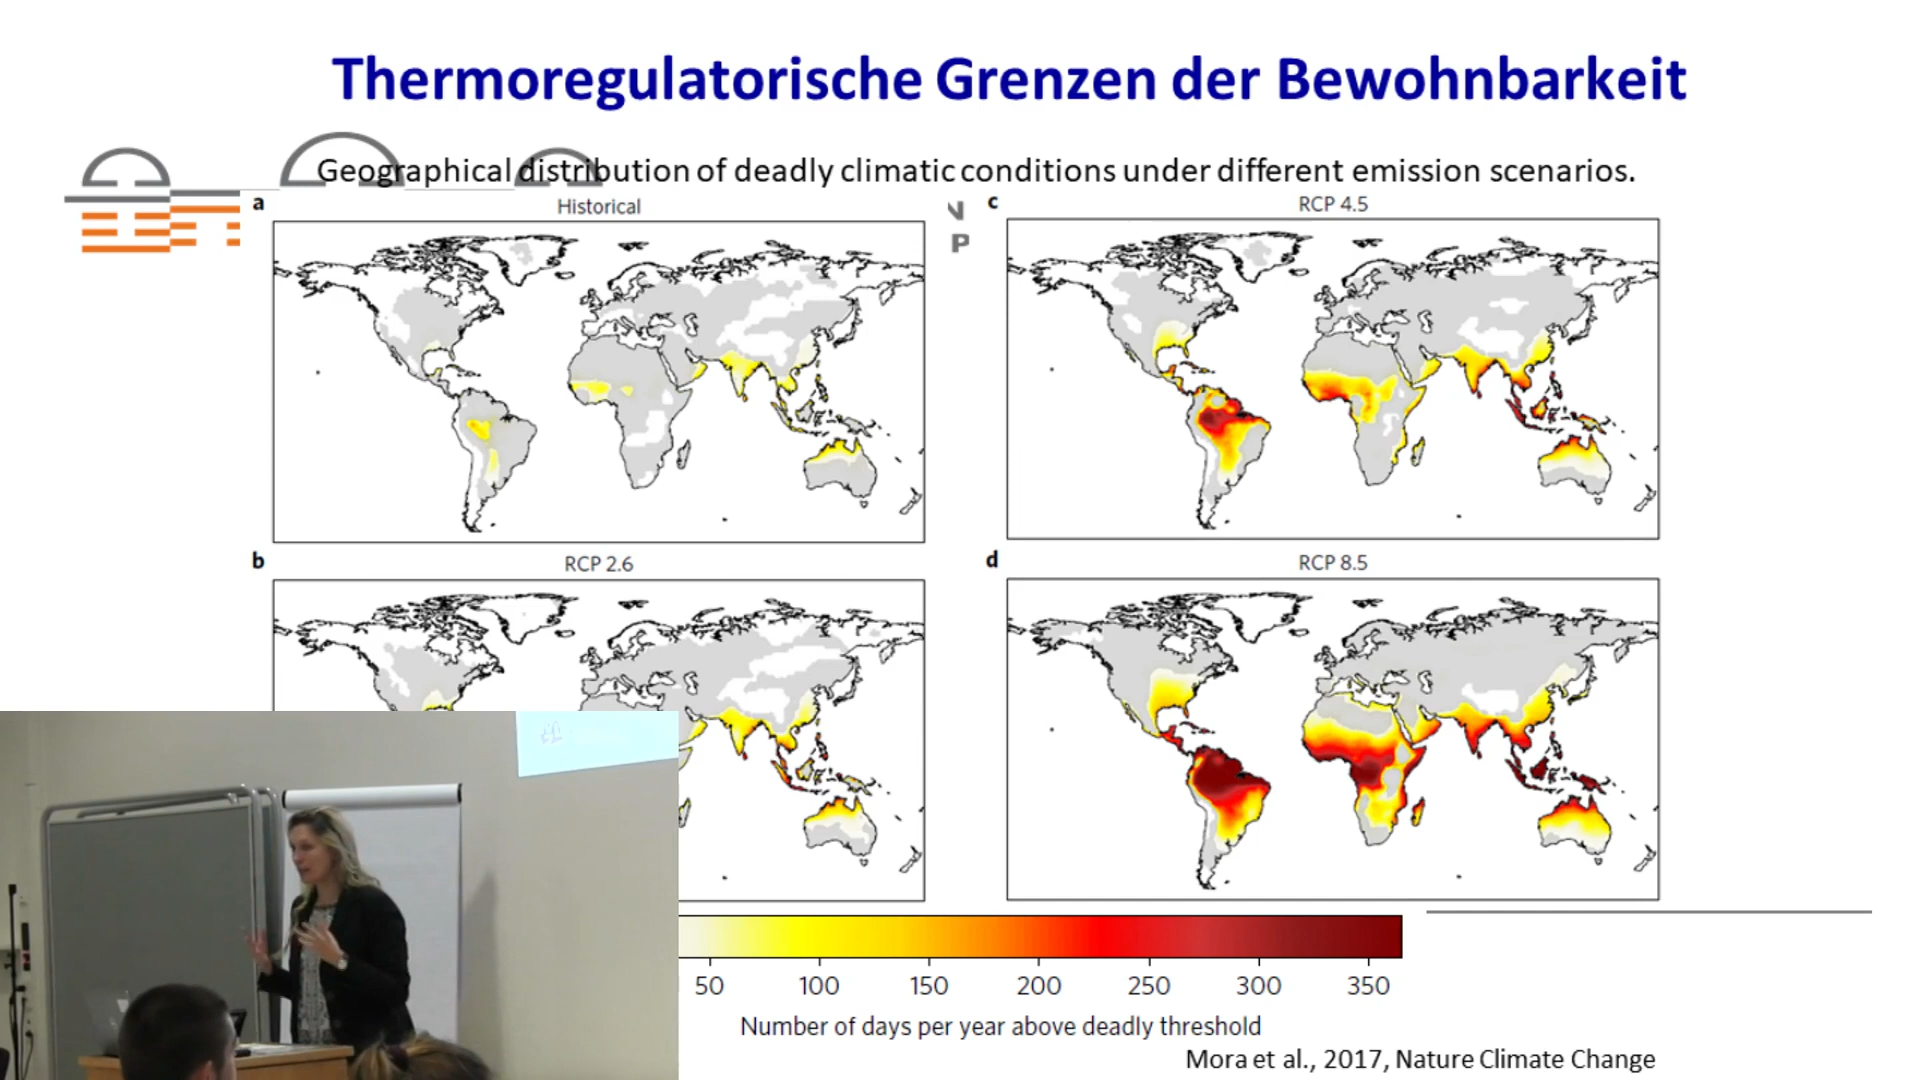 Thermoregulatorische Grenzen der Bewohnbarkeit
Geographical distribution of deadly climatic conditions under different emission scenarios.
a
Historical
N
P
c
RCP 4.5
b
RCP 2.6
d
RCP 8.5
50 100 150 200 250 300 350
Number of days per year above deadly threshold
Mora et al., 2017, Nature Climate Change